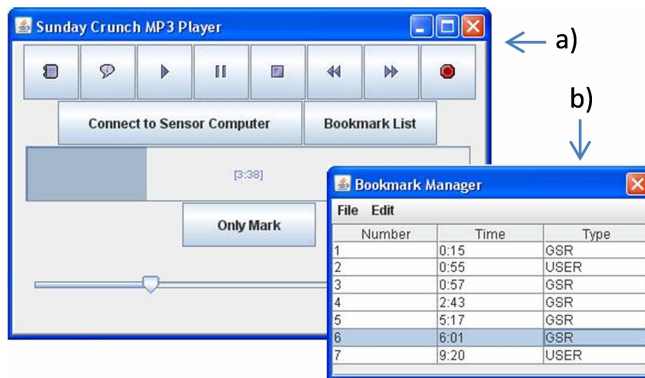 Sunday Crunch MP3 Player
a)
Connect to Sensor Computer Bookmark List
[3:38]
Only Mark
b)
Bookmark Manager
File Edit
Number Time Type
1 0:15 GSR
2 0:55 USER
3 0:57 GSR
4 2:43 GSR
5 5:17 GSR
6 6:01 GSR
7 9:20 USER